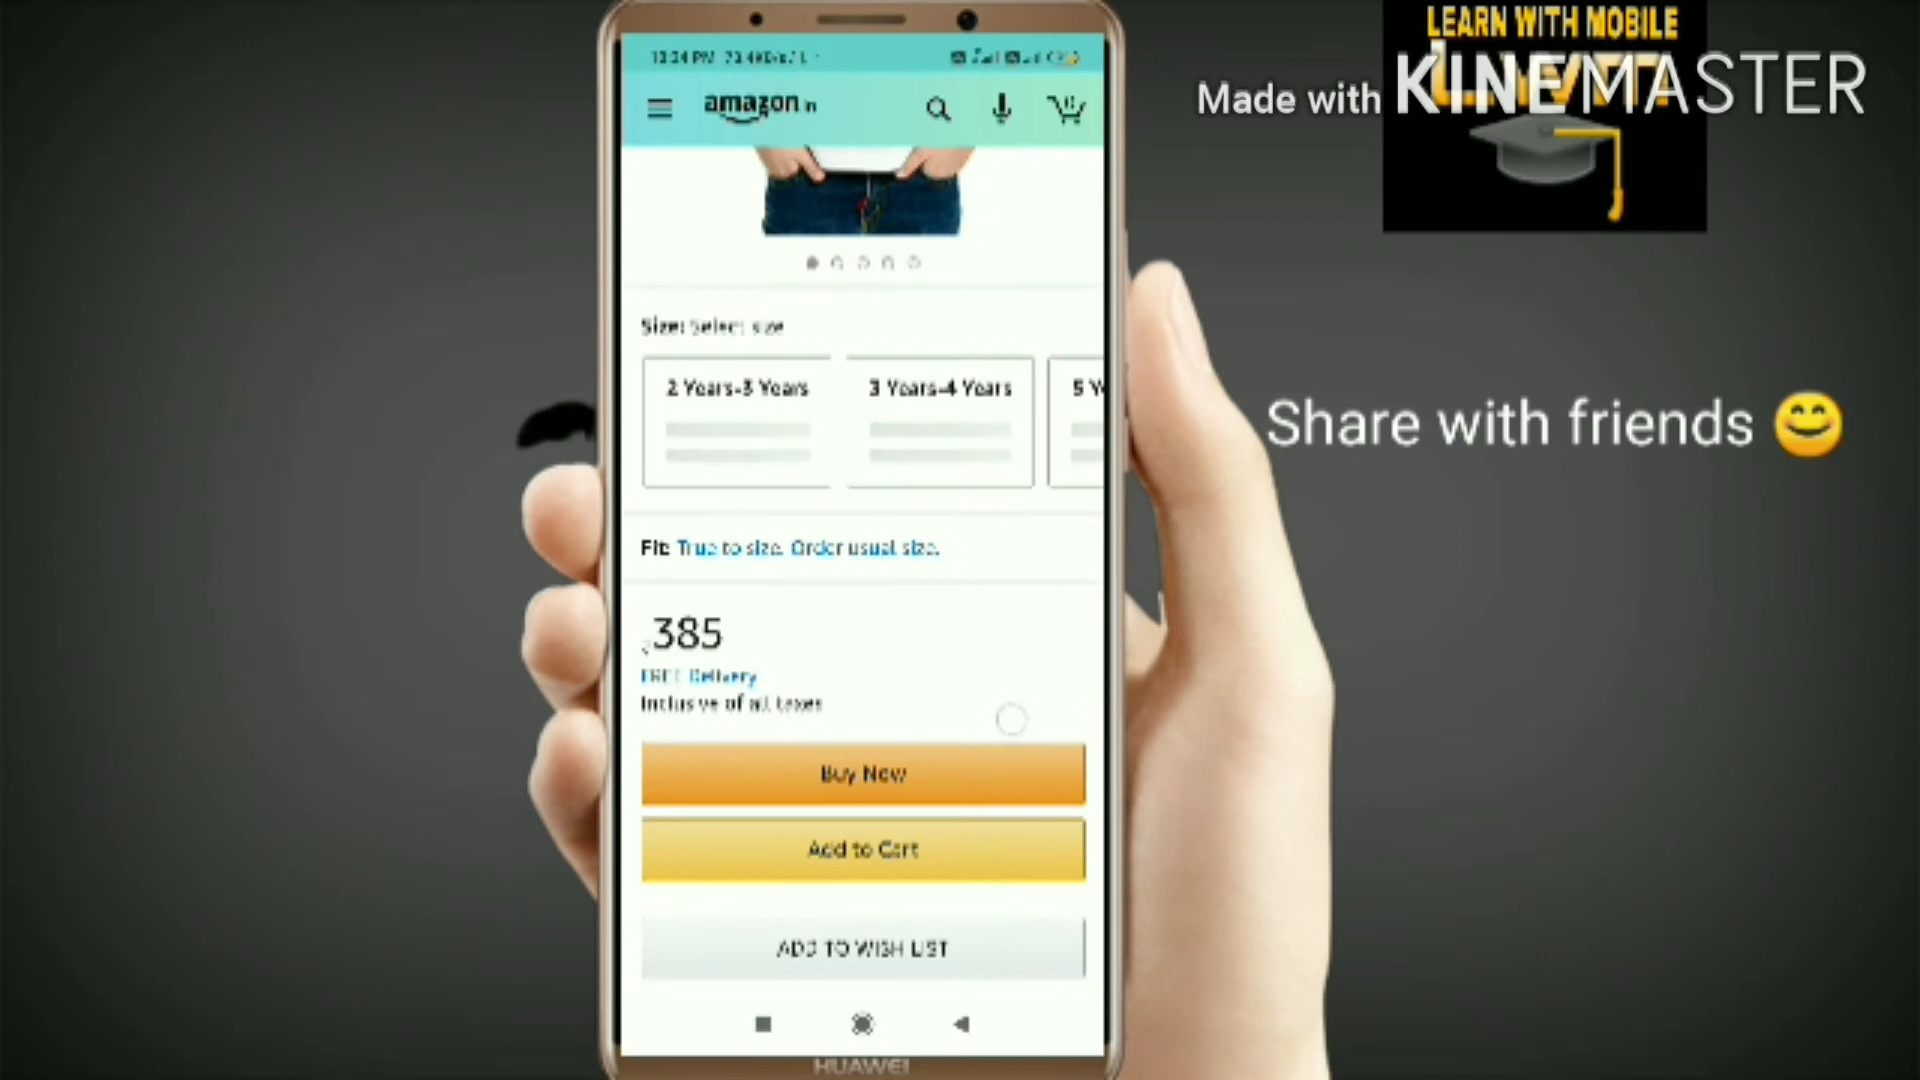 LEARN WITH MOBILE
Made with KINEMASTER
amazon.in
Size: Select size
2 Years-3 Years
3 Years-4 Years
5 Y
Share with friends 😊
Fit: True to size. Order usual size.
₹385
FREE Delivery
Inclusive of all taxes
Buy Now
Add to Cart
ADD TO WISH LIST
HUAWEI